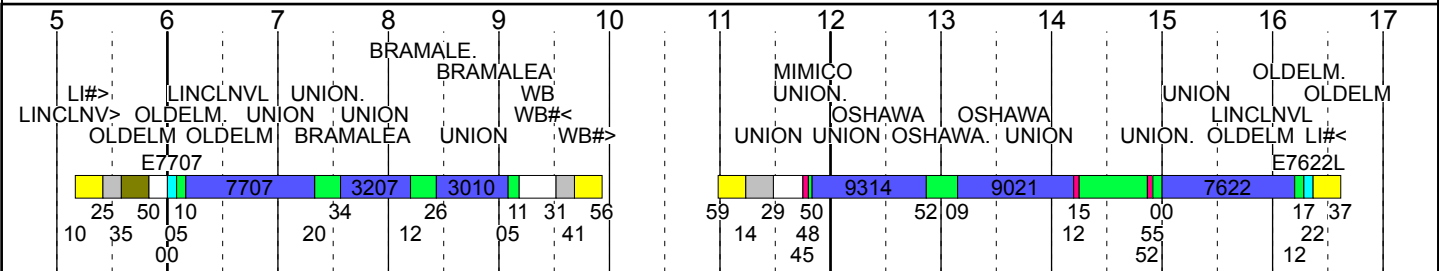 5 6 7 8 9 10 11 12 13 14 15 16 17
BRAMALE.
BRAMALEA MIMICO OLDELM.
LI#> LINCLNVL UNION. WB UNION. UNION OLDELM
LINCLNV> OLDELM. UNION UNION WB#< OSHAWA OSHAWA LINCLNVL
OLDELM OLDELM BRAMALEA UNION WB#> UNION UNION OSHAWA. UNION UNION. OLDELM LI#<
E7707 E7622L
7707 3207 3010 9314 9021 7622
25 50 10 34 26 11 31 56 59 29 50 52 09 15 00 17 37
10 35 05 20 12 05 41 14 48 12 55 22
00 45 52 12